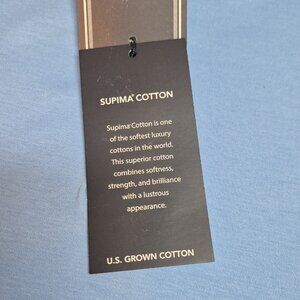 SUPIMA® COTTON
Supima® Cotton is one
of the softest luxury
cottons in the world.
This superior cotton
combines softness,
strength, and brilliance
with a lustrous
appearance.
U.S. GROWN COTTON